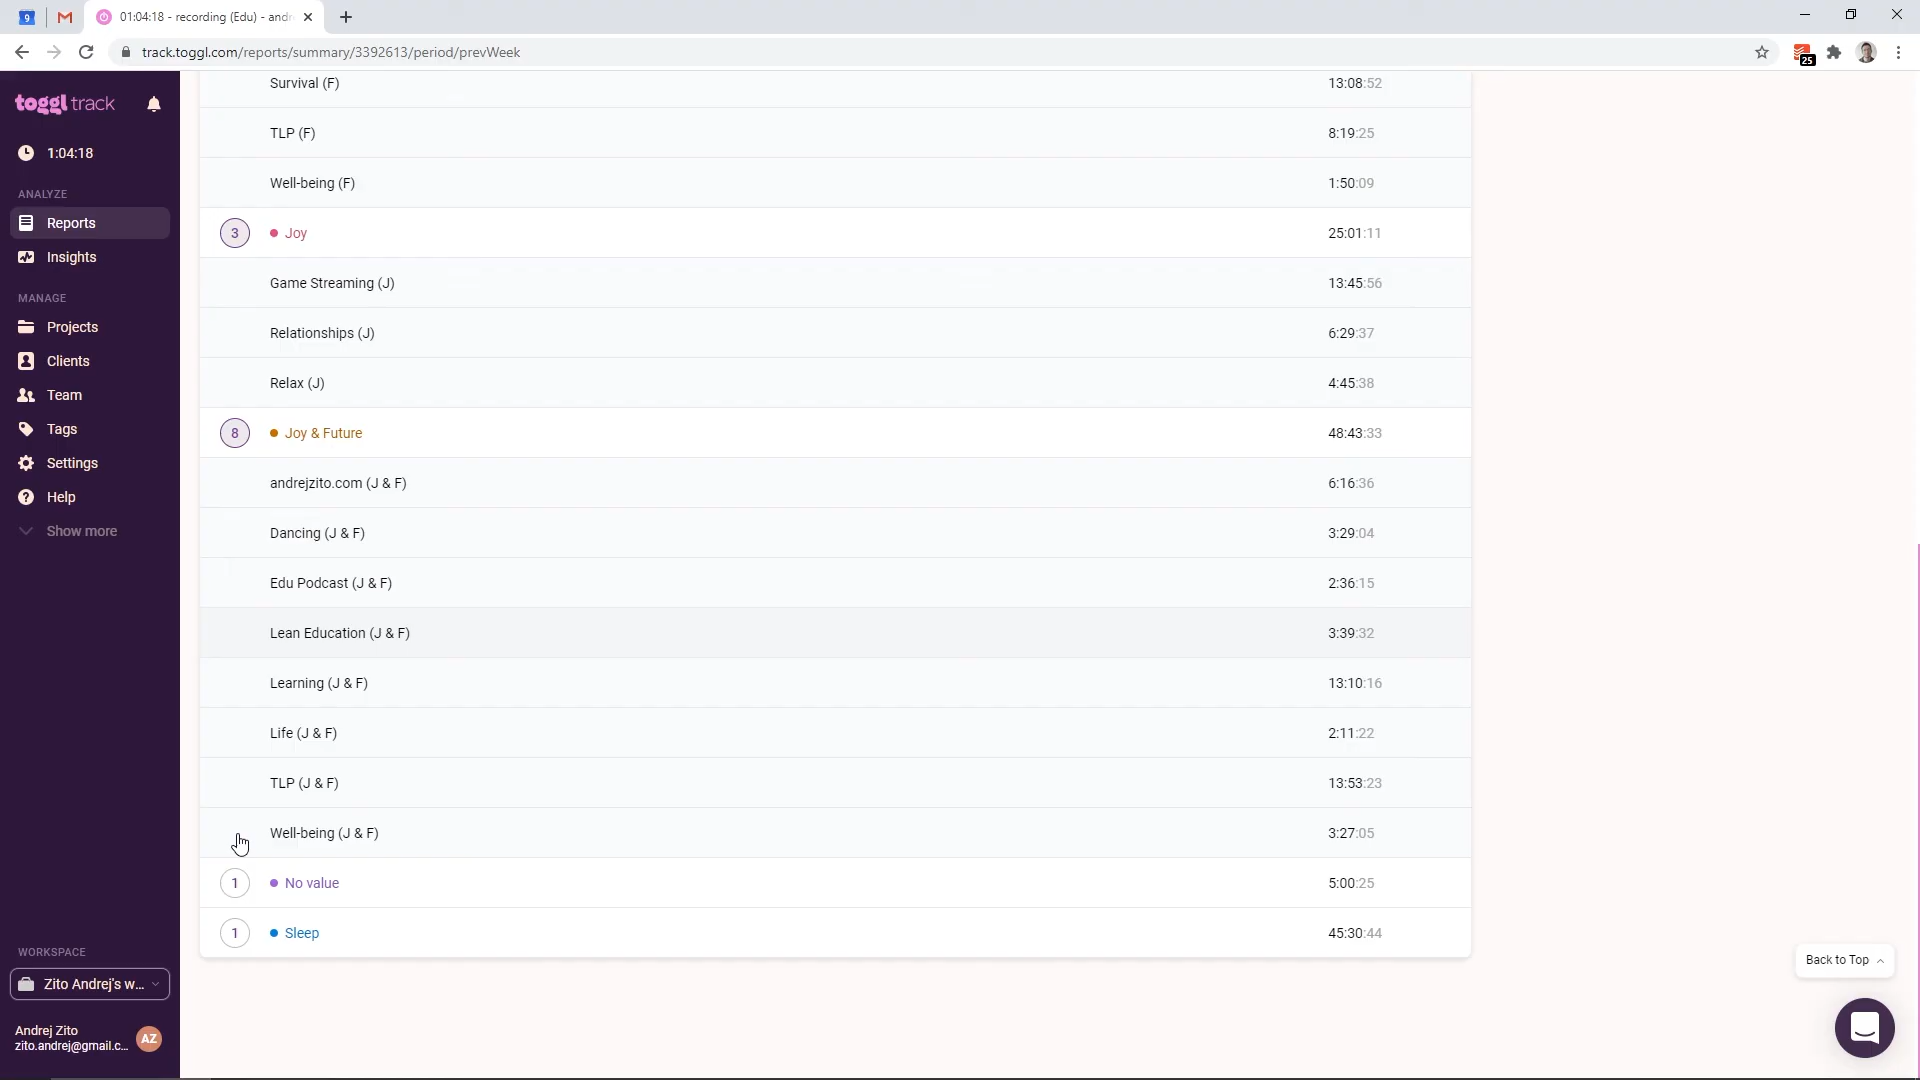 9
01:04:18 - recording (Edu) - andr
track.toggl.com/reports/summary/3392613/period/prevWeek
25
toggl track
1:04:18
ANALYZE
Reports
Insights
MANAGE
Projects
Clients
Team
Tags
Settings
Help
Show more
WORKSPACE
Zito Andrej's w...
Andrej Zito
zito.andrej@gmail.c...
AZ
Survival (F) 13:08:52
TLP (F) 8:19:25
Well-being (F) 1:50:09
3 Joy 25:01:11
Game Streaming (J) 13:45:56
Relationships (J) 6:29:37
Relax (J) 4:45:38
8 Joy & Future 48:43:33
andrejzito.com (J & F) 6:16:36
Dancing (J & F) 3:29:04
Edu Podcast (J & F) 2:36:15
Lean Education (J & F) 3:39:32
Learning (J & F) 13:10:16
Life (J & F) 2:11:22
TLP (J & F) 13:53:23
Well-being (J & F) 3:27:05
1 No value 5:00:25
1 Sleep 45:30:44
Back to Top